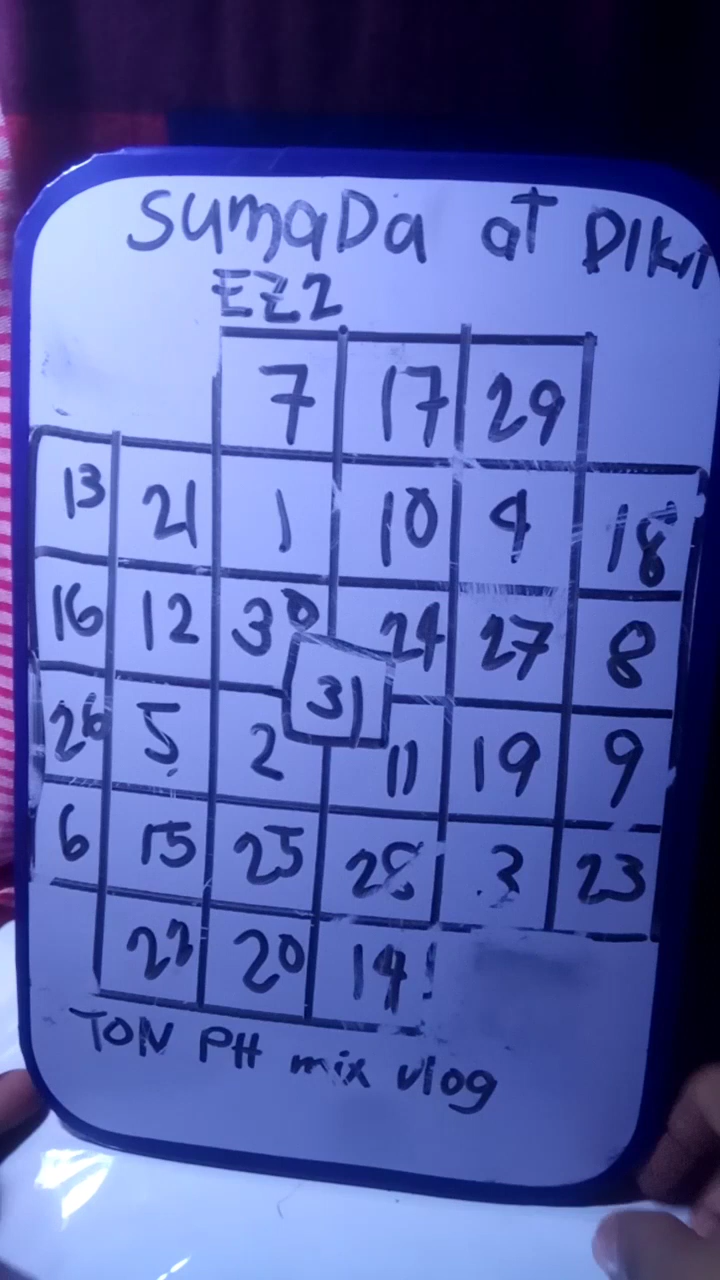 SumaDa at DIkit
EZ2
7 17 29
13 21 1 10 4 18
16 12 30 24 27 8
31
26 5 2 11 19 9
6 15 25 28 3 23
22 20 14
TON PH mix vlog